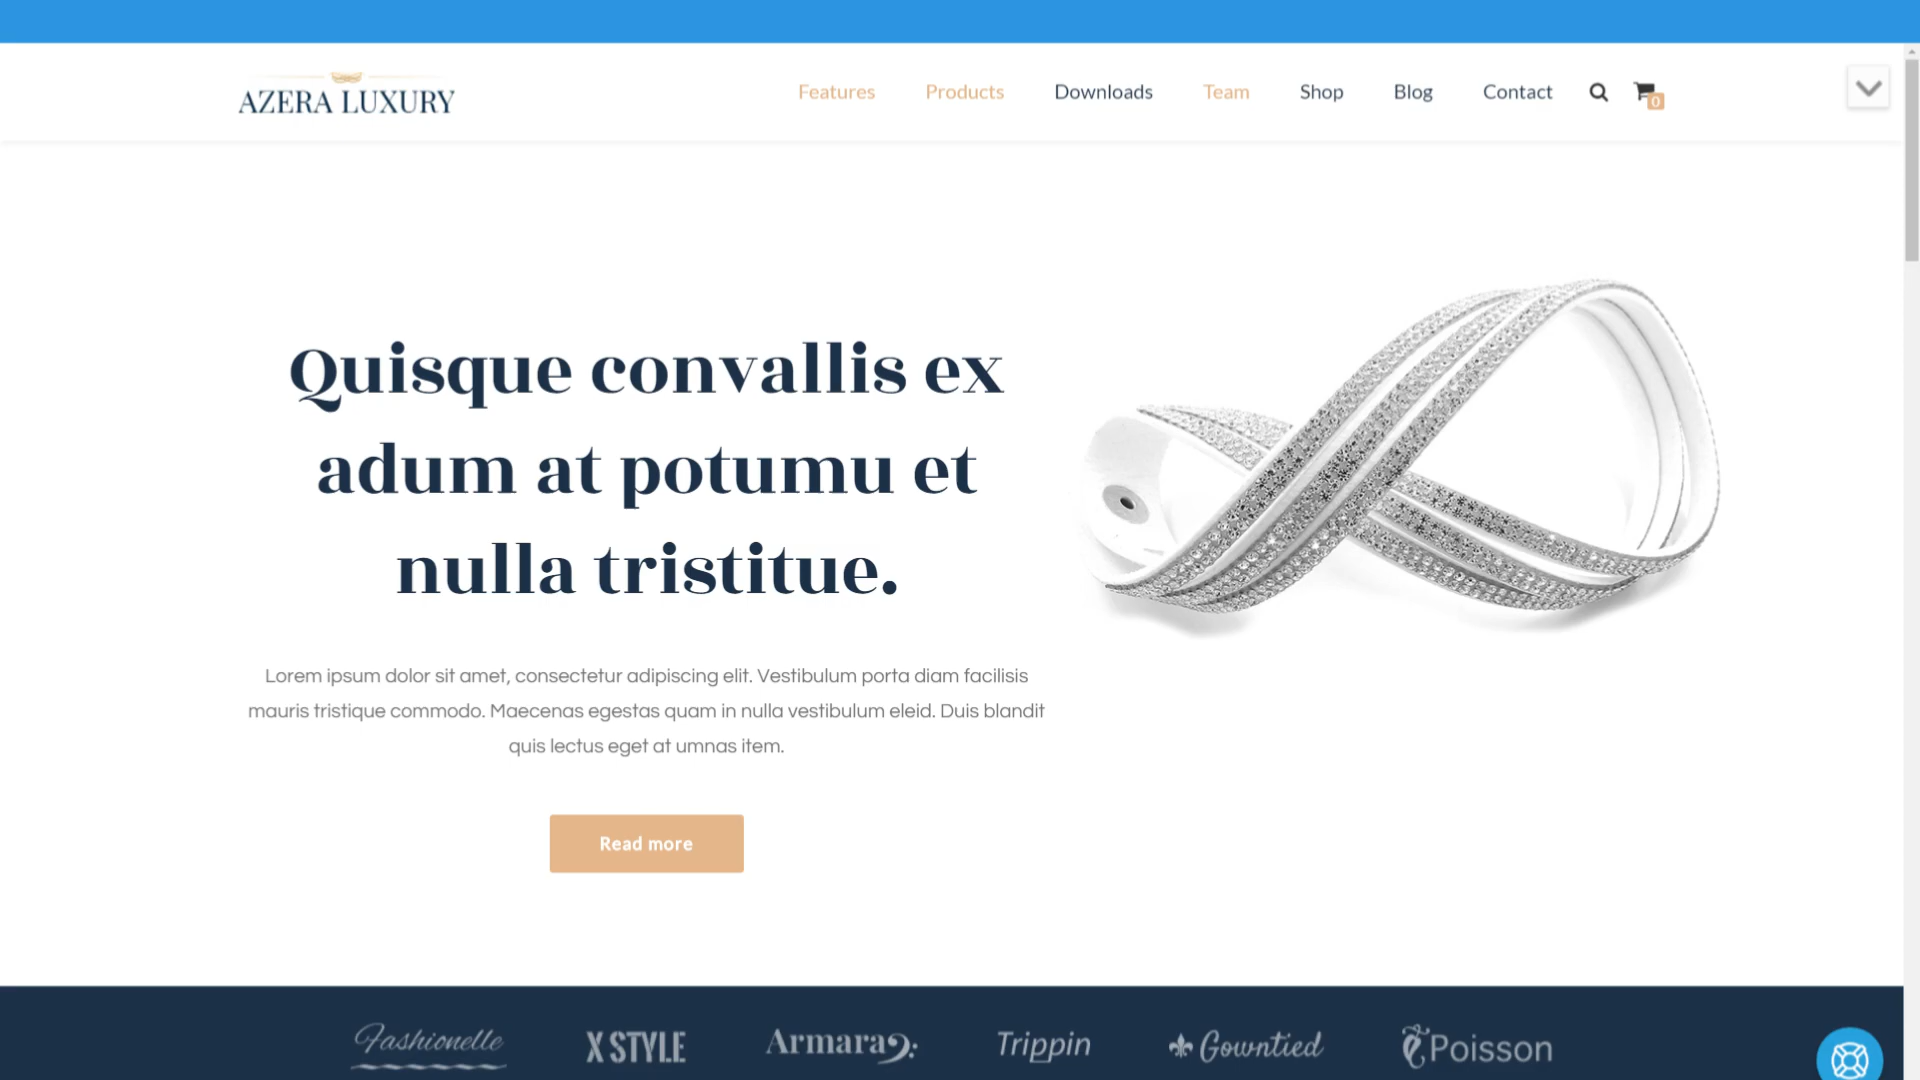 AZERA LUXURY
Features Products Downloads Team Shop Blog Contact 0
Quisque convallis ex
adum at potumu et
nulla tristitue.
Lorem ipsum dolor sit amet, consectetur adipiscing elit. Vestibulum porta diam facilisis
mauris tristique commodo. Maecenas egestas quam in nulla vestibulum eleid. Duis blandit
quis lectus eget at umnas item.
Read more
Fashionelle X STYLE Armara Trippin Gowntied Poisson